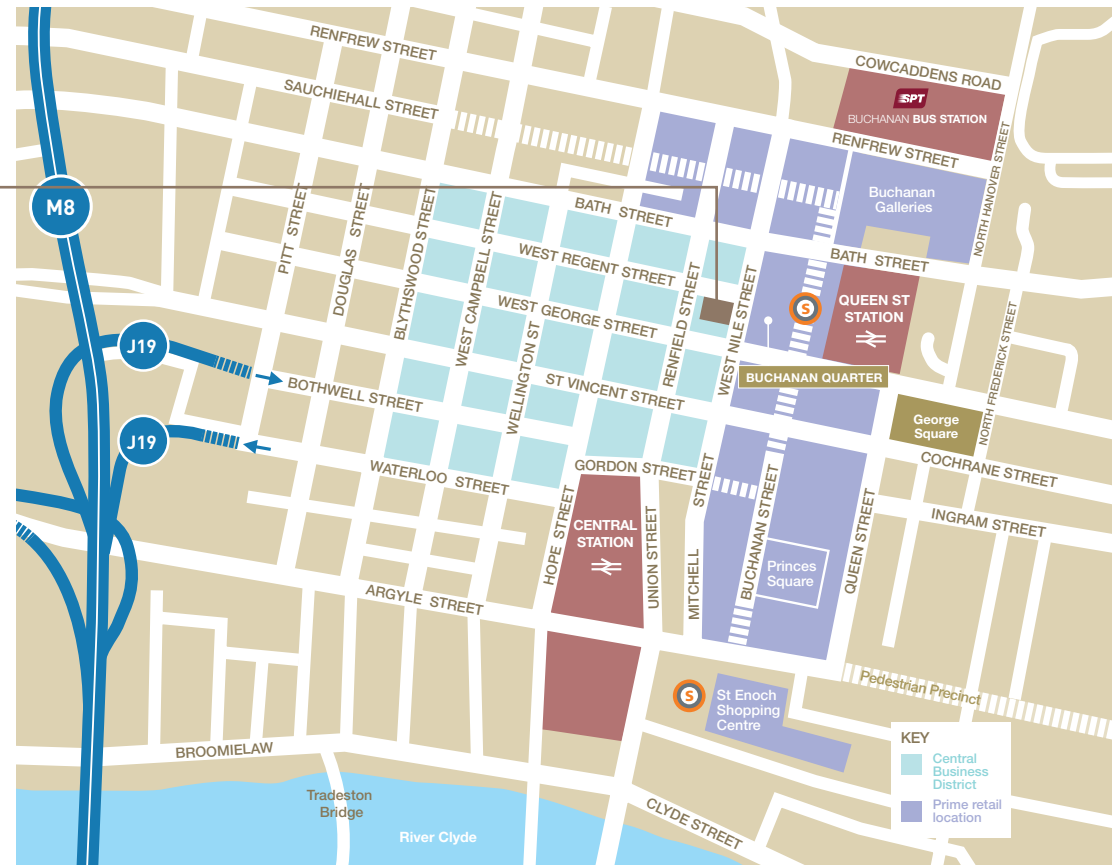 RENFREW STREET
COWCADDENS ROAD
SPT
BUCHANAN BUS STATION
SAUCHIEHALL STREET
RENFREW STREET
NORTH HANOVER STREET
Buchanan
Galleries
M8
PITT STREET
DOUGLAS STREET
BLYTHSWOOD STREET
WEST CAMPBELL STREET
BATH STREET
BATH STREET
WEST REGENT STREET
WEST GEORGE STREET
WELLINGTON ST
RENFIELD STREET
WEST NILE STREET
S
QUEEN ST
STATION
NORTH FREDERICK STREET
J19
BOTHWELL STREET
ST VINCENT STREET
BUCHANAN QUARTER
George
Square
J19
WATERLOO STREET
GORDON STREET
COCHRANE STREET
HOPE STREET
CENTRAL
STATION
UNION STREET
MITCHELL
STREET
BUCHANAN STREET
Princes
Square
QUEEN STREET
INGRAM STREET
ARGYLE STREET
Pedestrian Precinct
S
St Enoch
Shopping
Centre
BROOMIELAW
Tradeston
Bridge
River Clyde
CLYDE STREET
KEY
Central
Business
District
Prime retail
location